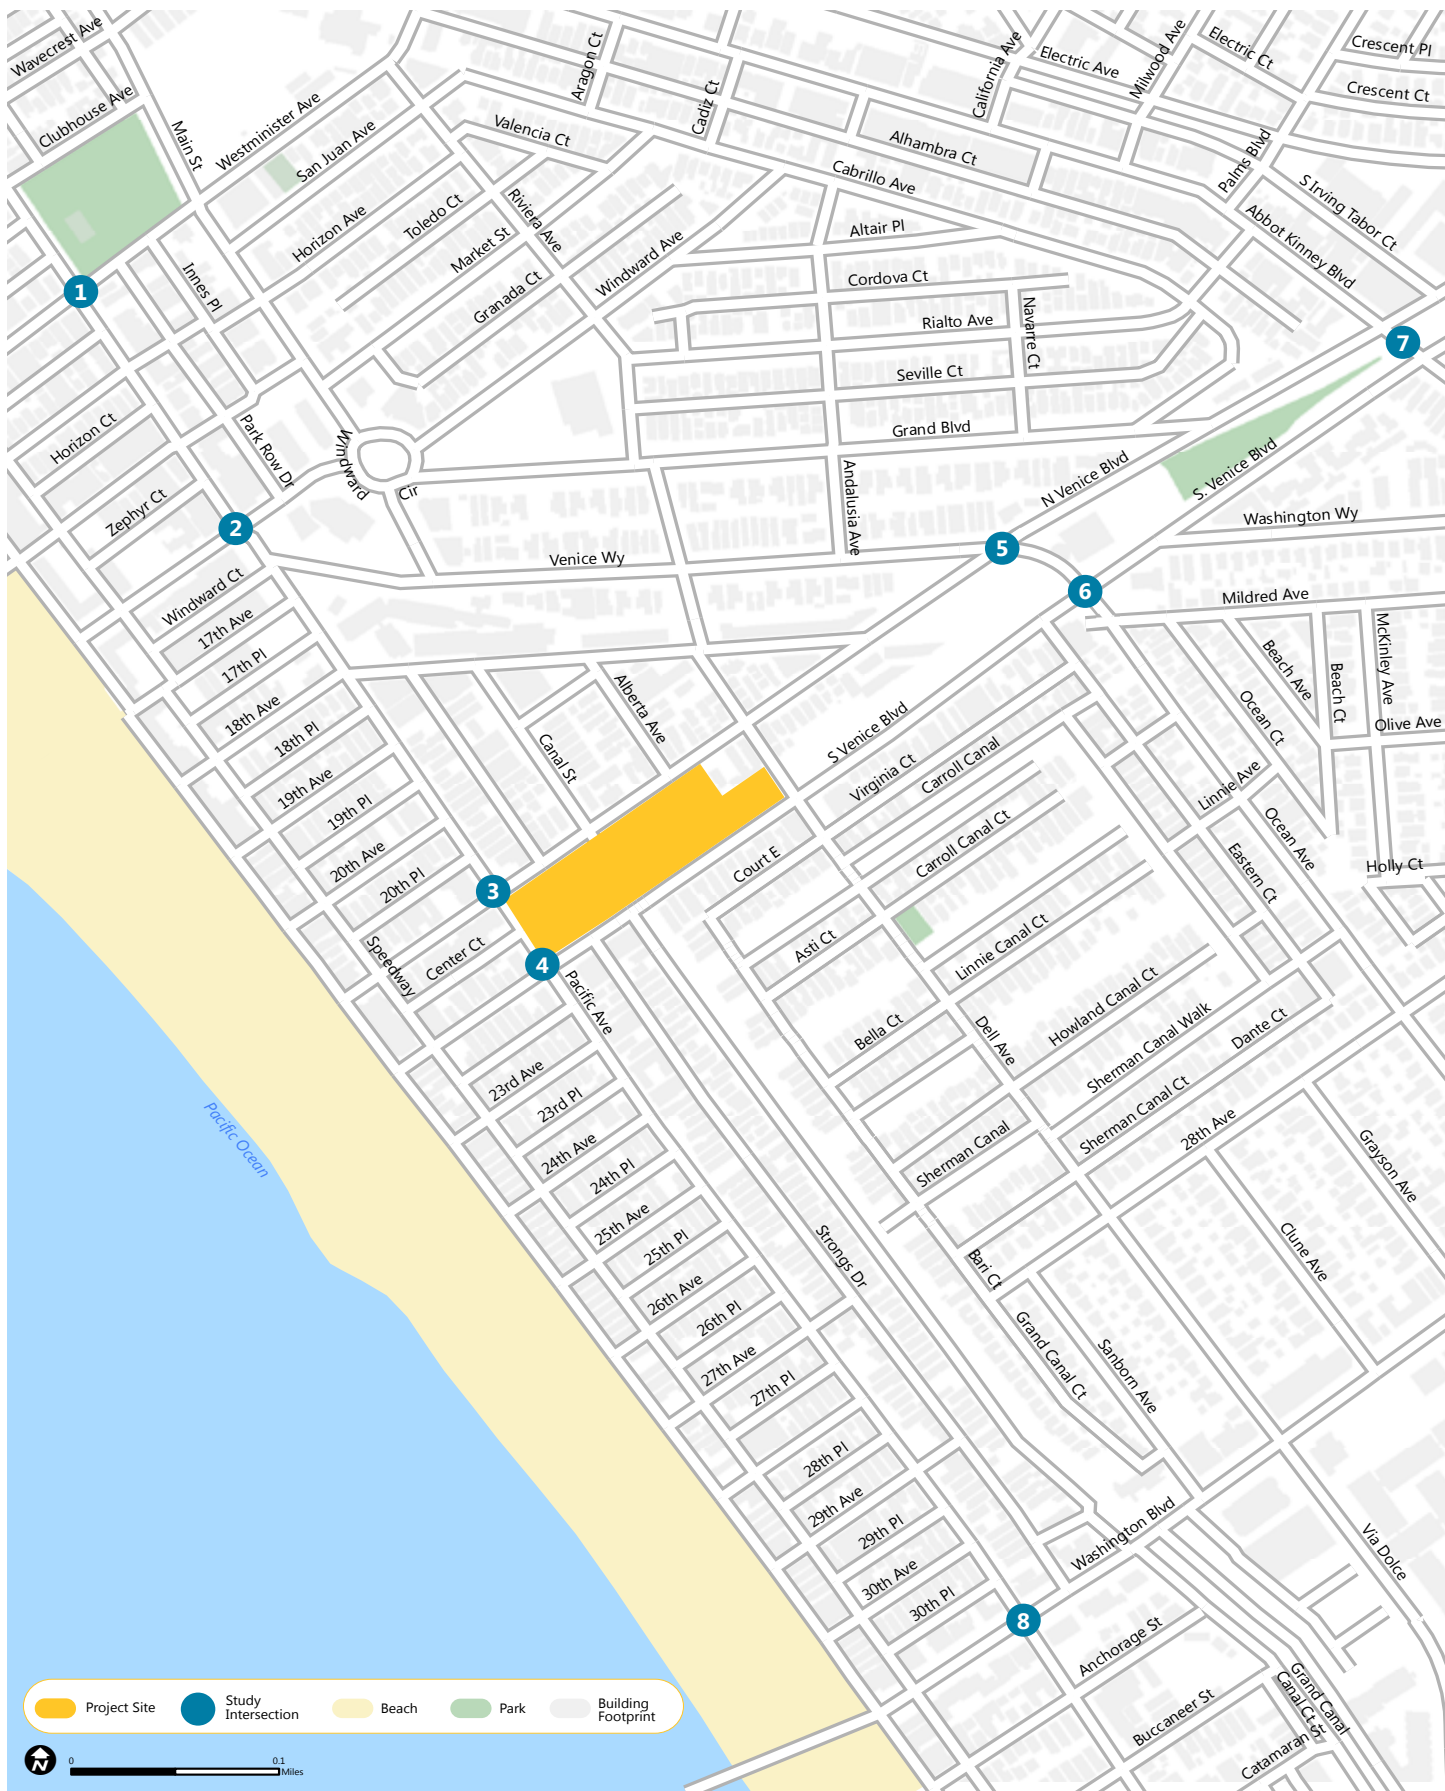 Wavecrest Ave
Clubhouse Ave
Main St
Westminister Ave
San Juan Ave
Aragon Ct
Cadiz Ct
Valencia Ct
California Ave
Electric Ave
Milwood Ave
Electric Ct
Crescent Pl
Crescent Ct
Alhambra Ct
Cabrillo Ave
Palms Blvd
S Irving Tabor Ct
Abbot Kinney Blvd
Horizon Ave
Toledo Ct
Market St
Riviera Ave
Granada Ct
Windward Ave
Altair Pl
Cordova Ct
Rialto Ave
Navarre Ct
Seville Ct
Grand Blvd
Innes Pl
1
7
Horizon Ct
Park Row Dr
Windward
Cir
Zephyr Ct
2
Andalusia Ave
N Venice Blvd
S. Venice Blvd
Washington Wy
5
Venice Wy
6
Mildred Ave
Windward Ct
17th Ave
17th Pl
18th Ave
18th Pl
19th Ave
19th Pl
20th Ave
20th Pl
Alberta Ave
Canal St
S Venice Blvd
Virginia Ct
Carroll Canal
Beach Ave
Beach Ct
McKinley Ave
Ocean Ct
Olive Ave
Linnie Ave
Ocean Ave
Eastern Ct
Holly Ct
Carroll Canal Ct
Court E
3
4
Speedway
Center Ct
Pacific Ave
Asti Ct
Linnie Canal Ct
Bella Ct
Dell Ave
Howland Canal Ct
Sherman Canal Walk
Dante Ct
Sherman Canal Ct
28th Ave
Sherman Canal
Grayson Ave
Clune Ave
Pacific Ocean
23rd Ave
23rd Pl
24th Ave
24th Pl
25th Ave
25th Pl
26th Ave
26th Pl
27th Ave
27th Pl
28th Pl
29th Ave
29th Pl
30th Ave
30th Pl
Strongs Dr
Bari Ct
Grand Canal Ct
Sanborn Ave
Washington Blvd
Via Dolce
8
Anchorage St
Buccaneer St
Grand Canal
Canal Ct St
Catamaran St
Project Site
Study
Intersection
Beach
Park
Building
Footprint
N
0
0.1
Miles